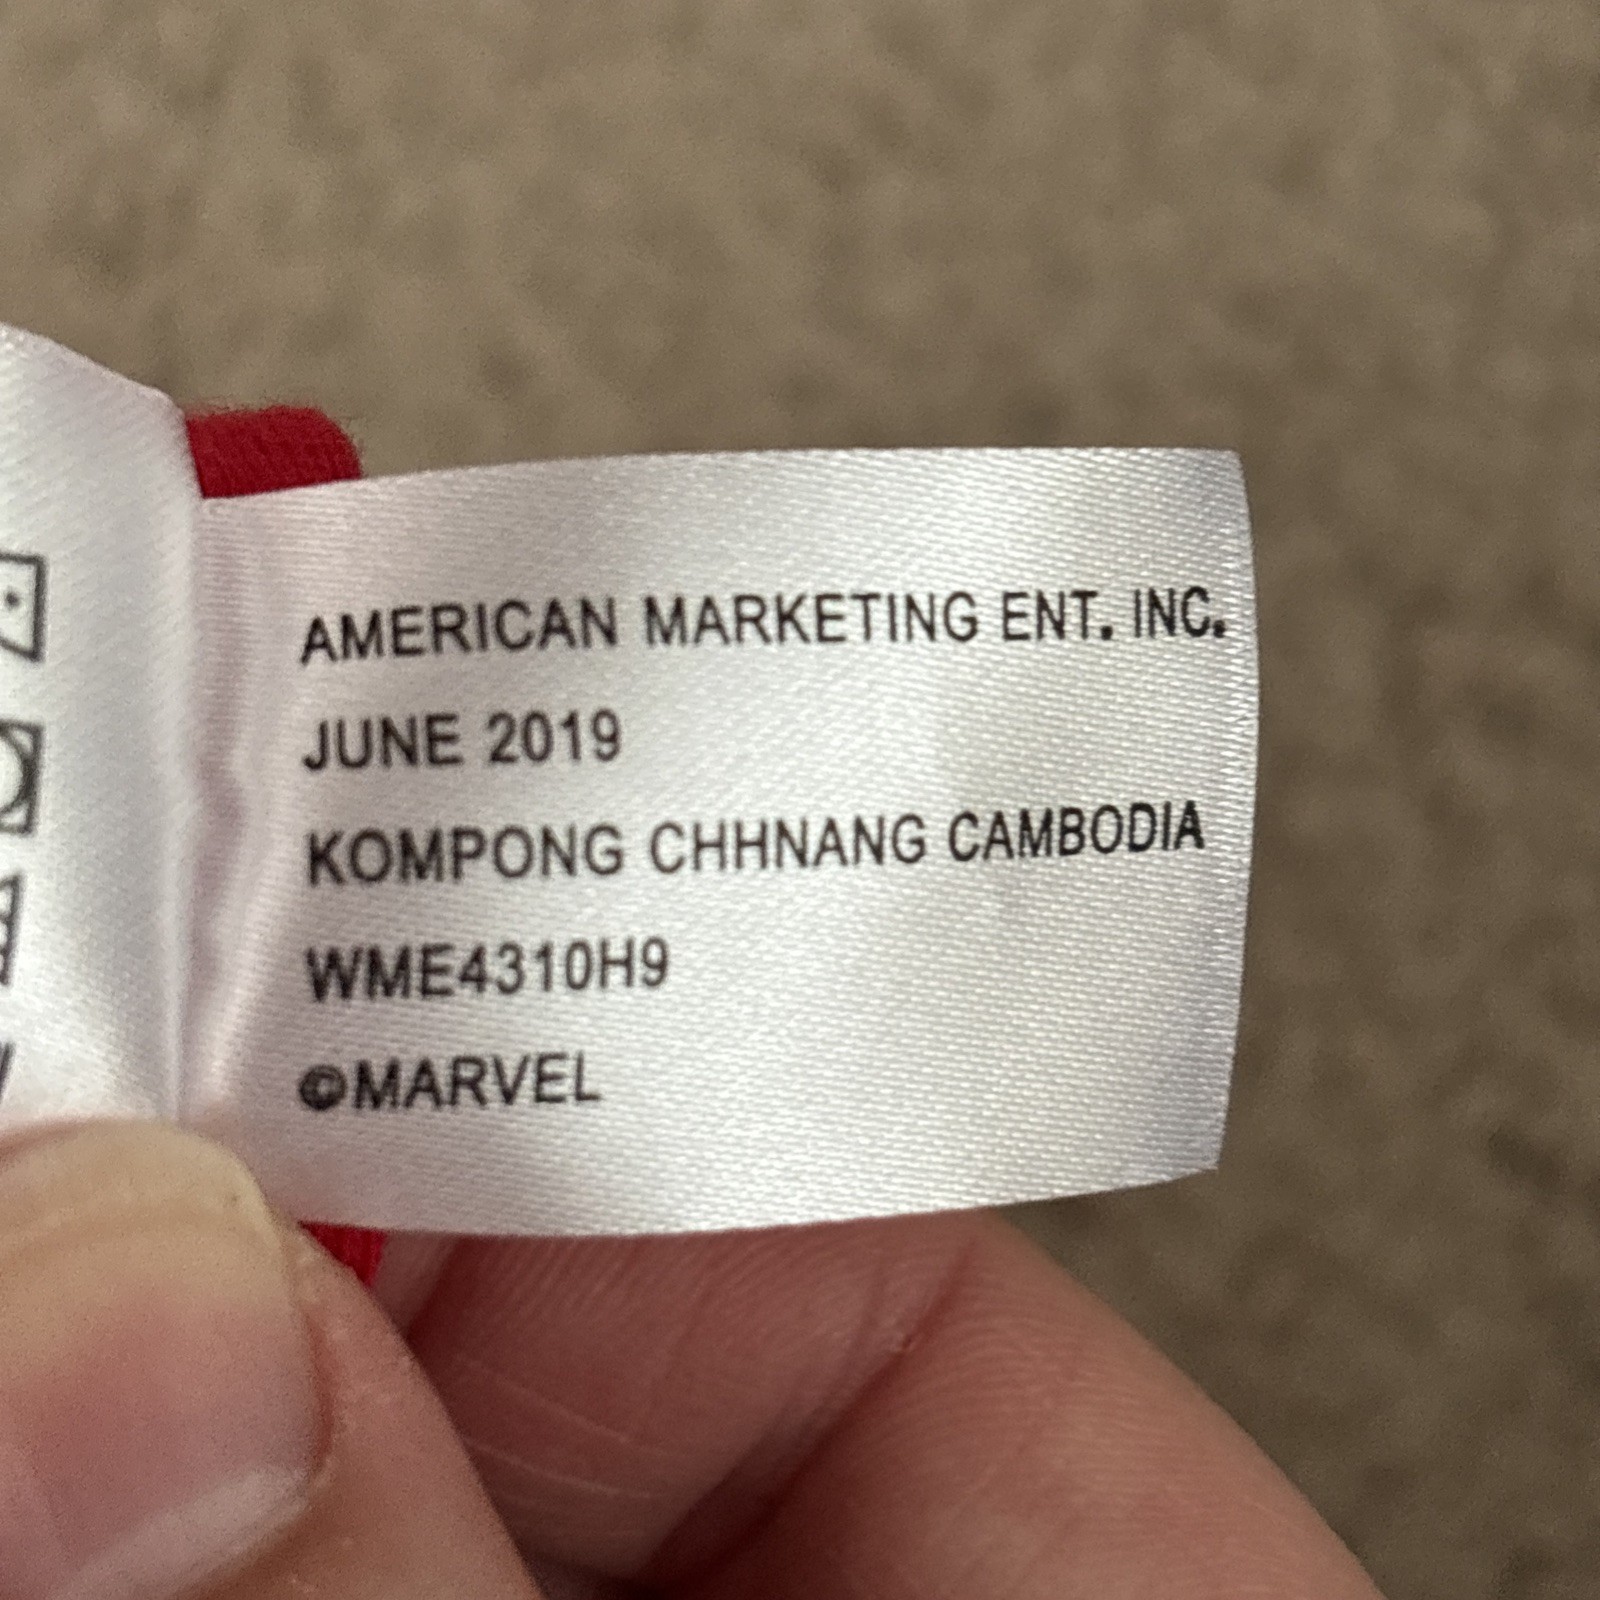 AMERICAN MARKETING ENT. INC.
JUNE 2019
KOMPONG CHHNANG CAMBODIA
WME4310H9
©MARVEL